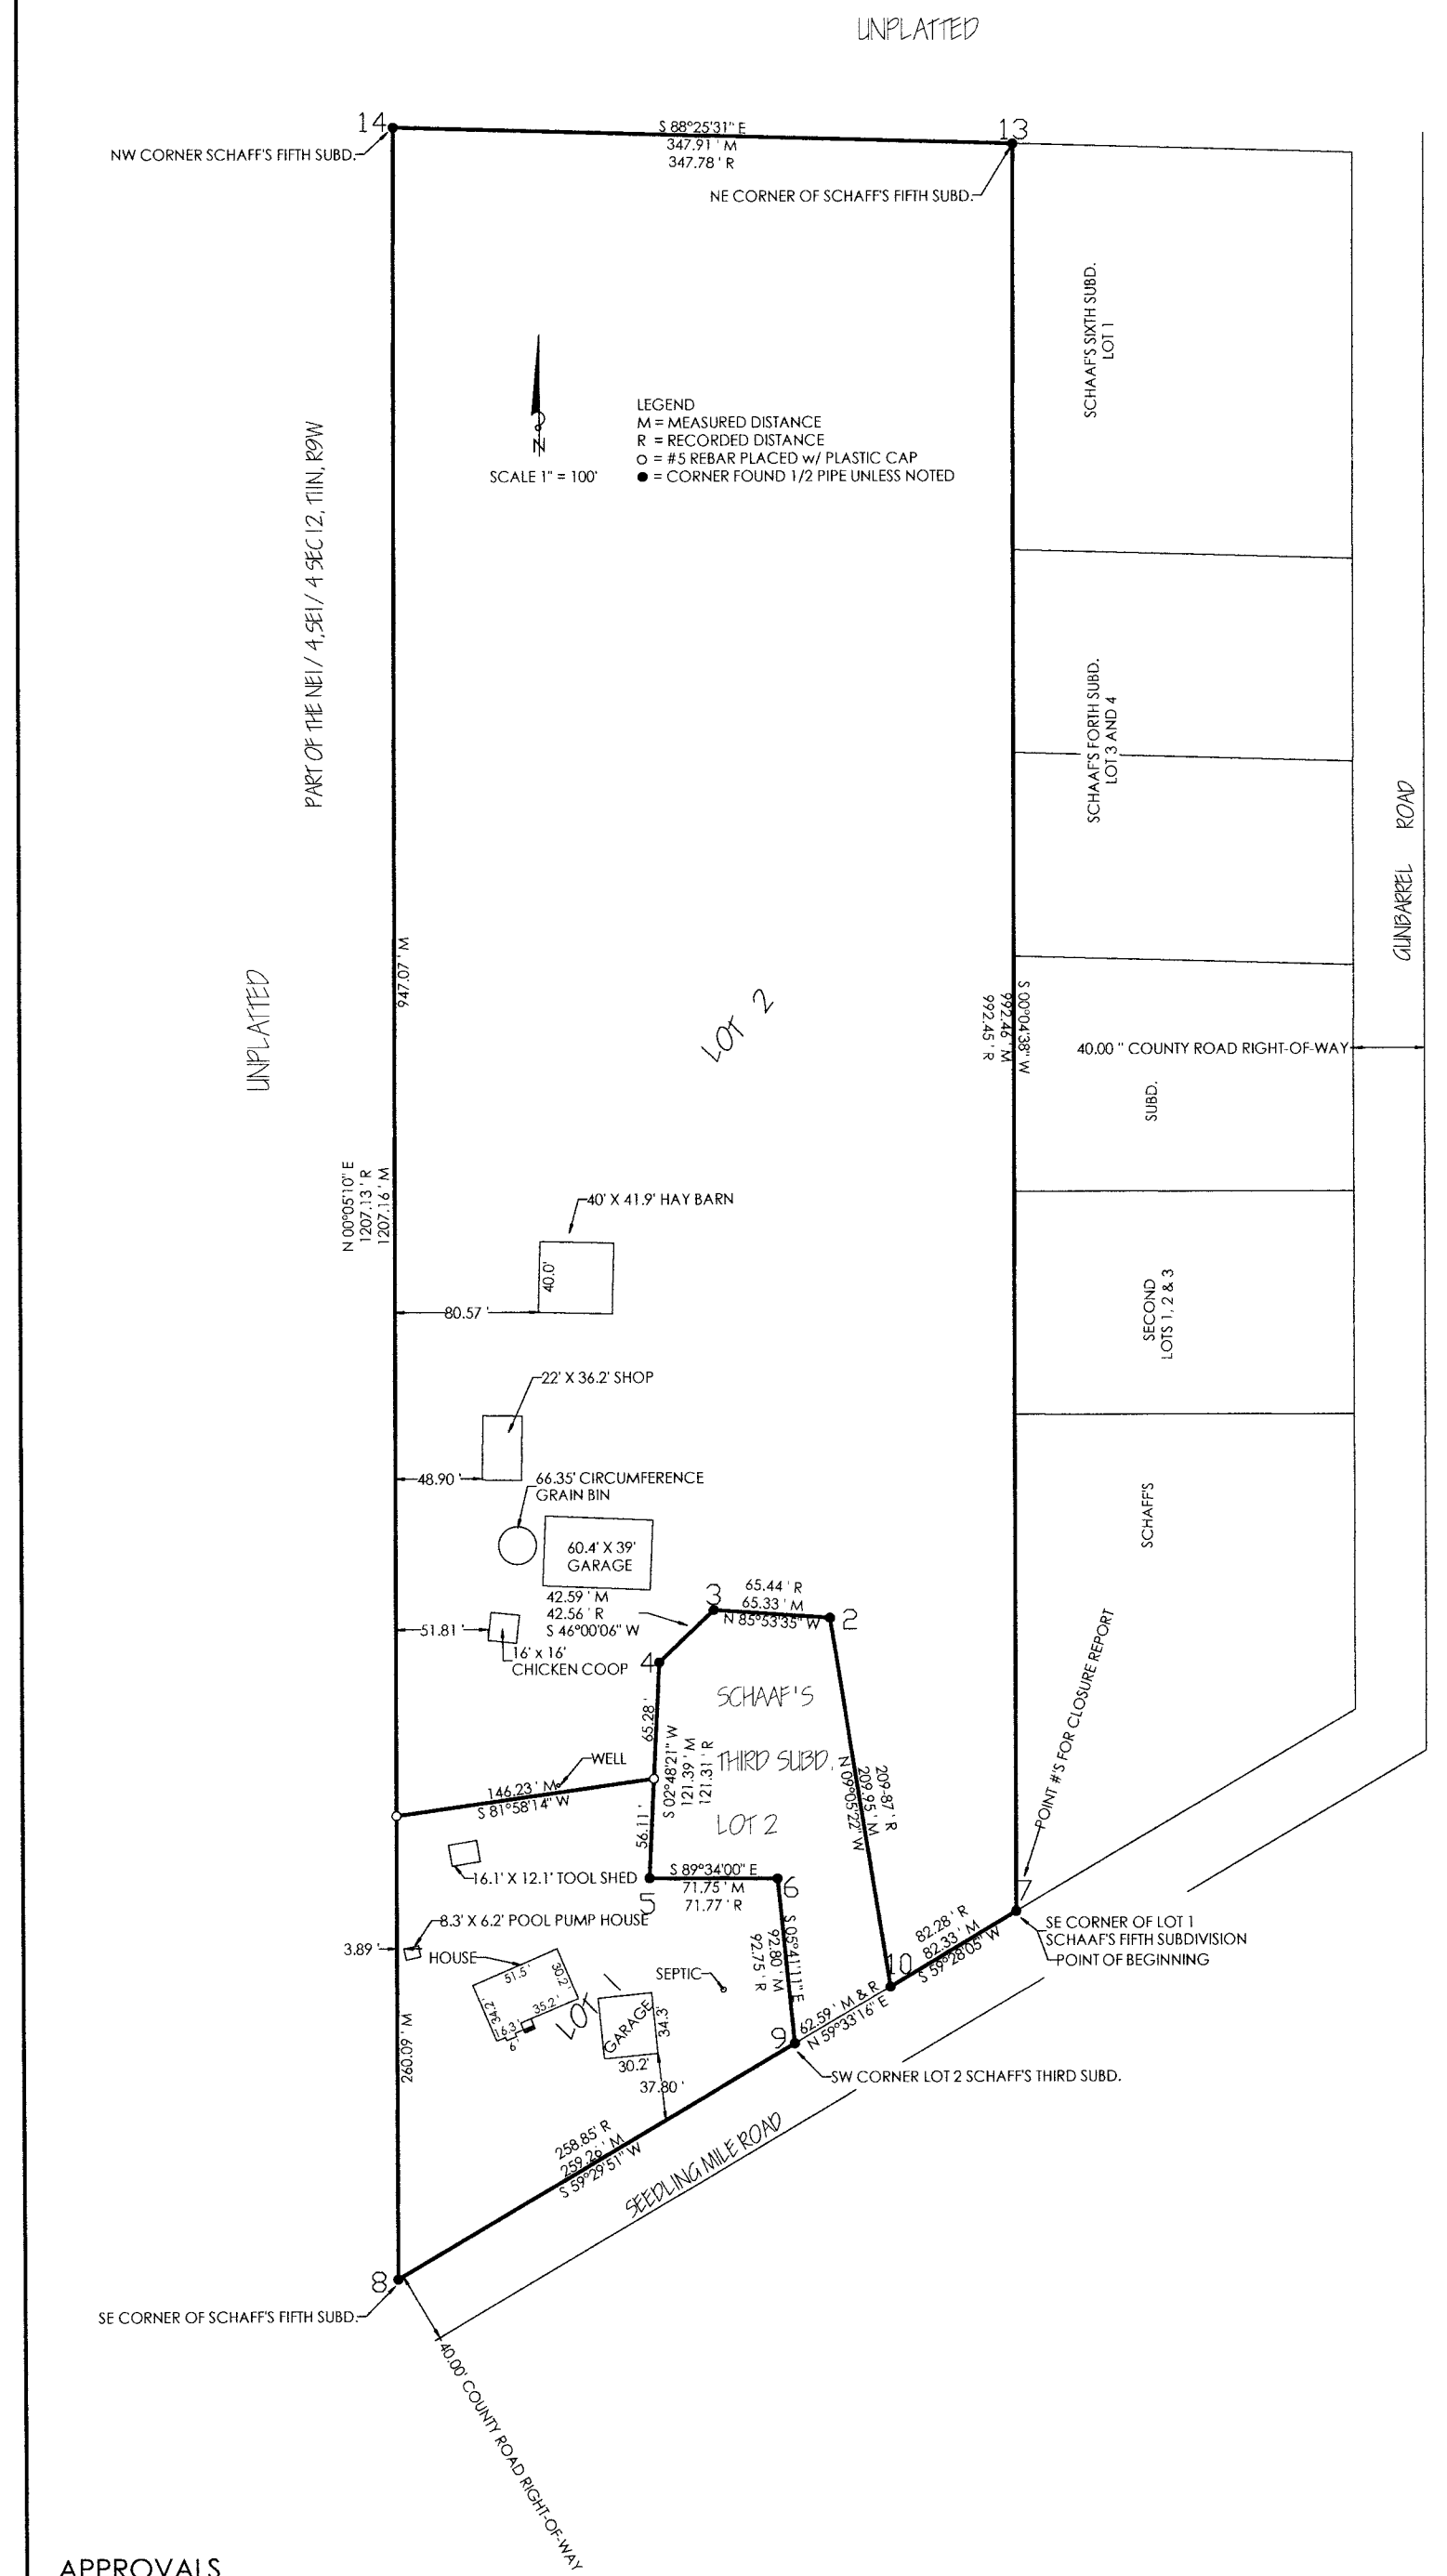 UNPLATTED
14
S 88°25'31" E
347.91 ' M
347.78 ' R
13
NW CORNER SCHAFF'S FIFTH SUBD.
NE CORNER OF SCHAFF'S FIFTH SUBD.
SCHAAF'S SIXTH SUBD.
LOT 1
N
SCALE 1" = 100'
LEGEND
M = MEASURED DISTANCE
R = RECORDED DISTANCE
o = #5 REBAR PLACED w/ PLASTIC CAP
● = CORNER FOUND 1/2 PIPE UNLESS NOTED
PART OF THE NE1/4,SE1/4 SEC 12, T11N, R9W
SCHAAF'S FORTH SUBD.
LOT 3 AND 4
GUNBARREL ROAD
UNPLATTED
947.07 ' M
LOT 2
S 00°04'38" W
992.46 ' M
992.45 ' R
40.00 " COUNTY ROAD RIGHT-OF-WAY
SUBD.
N 00°05'10" E
1207.13 ' R
1207.16 ' M
40' X 41.9' HAY BARN
40.0'
80.57 '
SECOND
LOTS 1, 2 & 3
22' X 36.2' SHOP
48.90 '
66.35' CIRCUMFERENCE
GRAIN BIN
SCHAFF'S
60.4' X 39'
GARAGE
42.59 ' M
42.56 ' R
S 46°00'06" W
3
65.44 ' R
65.33 ' M
N 85°53'35" W
2
51.81 '
16' x 16'
CHICKEN COOP
4
SCHAAF'S
THIRD SUBD.
LOT 2
POINT #'S FOR CLOSURE REPORT
65.28 '
S 02°48'21" W
121.39 ' M
121.31 ' R
WELL
146.23 ' M
S 81°58'14" W
56.11 '
209.87 ' R
209.95 ' M
N 09°05'22" W
16.1' X 12.1' TOOL SHED
5
S 89°34'00" E
71.75 ' M
71.77 ' R
6
7
8.3' X 6.2' POOL PUMP HOUSE
3.89 '
HOUSE
51.5'
30.2'
34.2'
35.2'
6.3'
6'
LOT 1
GARAGE
34.3'
30.2'
37.80 '
SEPTIC
S 05°41'11" E
92.80 ' M
92.75 ' R
10
82.28 ' R
82.33 ' M
S 59°28'05" W
SE CORNER OF LOT 1
SCHAAF'S FIFTH SUBDIVISION
POINT OF BEGINNING
9
62.59 ' M & R
N 59°33'16" E
SW CORNER LOT 2 SCHAFF'S THIRD SUBD.
260.09 ' M
258.85' R
259.26 ' M
S 59°29'51" W
SEEDLING MILE ROAD
8
SE CORNER OF SCHAFF'S FIFTH SUBD.
40.00' COUNTY ROAD RIGHT-OF-WAY
APPROVALS